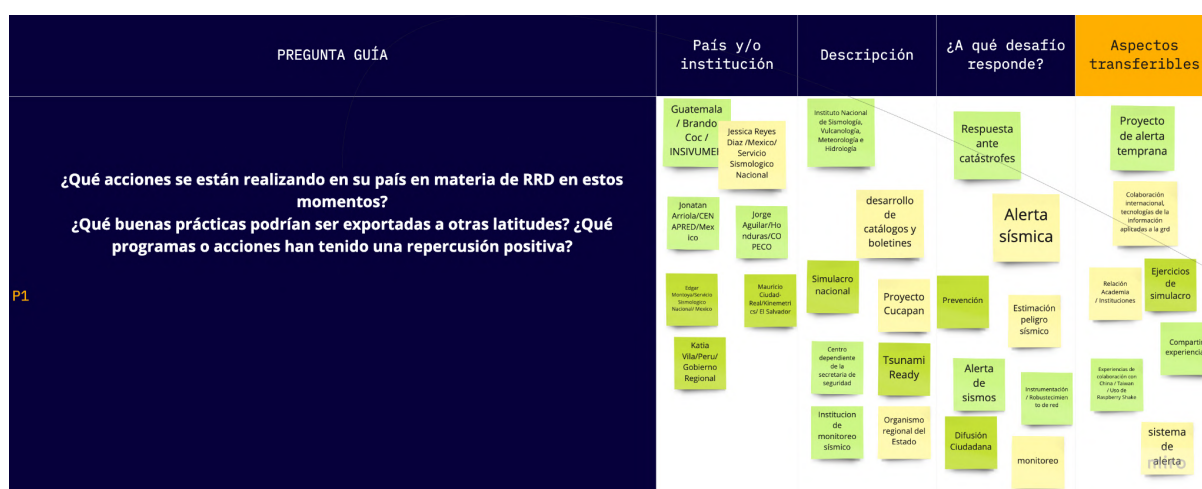 PREGUNTA GUÍA
País y/o
institución
Descripción
¿A qué desafío
responde?
Aspectos
transferibles
P1
¿Qué acciones se están realizando en su país en materia de RRD en estos
momentos?
¿Qué buenas prácticas podrían ser exportadas a otras latitudes? ¿Qué
programas o acciones han tenido una repercusión positiva?
Guatemala
/ Brando
Coc /
INSIVUME
Jessica Reyes
Diaz /Mexico/
Servicio
Sismologico
Nacional
Jonatan
Arriola/CEN
APRED/Mex
ico
Jorge
Aguilar/Ho
nduras/CO
PECO
Edgar
Montoya/Servicio
Sismologico
Nacional/ Mexico
Mauricio
Ciudad-
Real/Kinemetri
cs/ El Salvador
Katia
Vila/Peru/
Gobierno
Regional
Instituto Nacional
de Sismología,
Vulcanología,
Meteorología e
Hidrología
desarrollo
de
catálogos y
boletines
Simulacro
nacional
Proyecto
Cucapan
Centro
dependiente
de la
secretaría de
seguridad
Tsunami
Ready
Institucion
de
monitoreo
sísmico
Organismo
regional del
Estado
Respuesta
ante
catástrofes
Alerta
sísmica
Prevención
Estimación
peligro
sísmico
Alerta
de
sismos
Instrumentación
/ Robustecimien
to de red
Difusión
Ciudadana
monitoreo
Proyecto
de alerta
temprana
Colaboración
internacional,
tecnologías de la
información
aplicadas a la grd
Relación
Academia
/ Instituciones
Ejercicios
de
simulacro
Compartir
experiencia
Experiencias de
colaboración con
China / Taiwan
/ Uso de
Raspberry Shake
sistema
de
alerta
miro